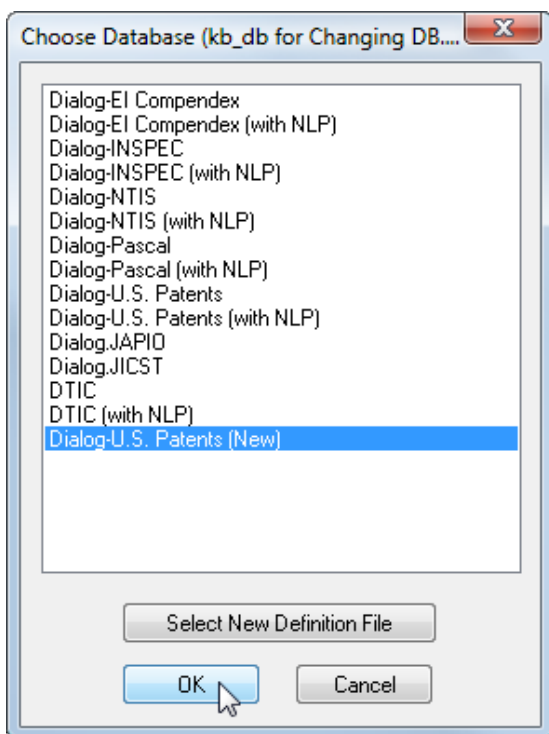 Choose Database (kb_db for Changing DB....
Dialog-EI Compendex
Dialog-EI Compendex (with NLP)
Dialog-INSPEC
Dialog-INSPEC (with NLP)
Dialog-NTIS
Dialog-NTIS (with NLP)
Dialog-Pascal
Dialog-Pascal (with NLP)
Dialog-U.S. Patents
Dialog-U.S. Patents (with NLP)
Dialog.JAPIO
Dialog.JICST
DTIC
DTIC (with NLP)
Dialog-U.S. Patents (New)
Select New Definition File
OK
Cancel